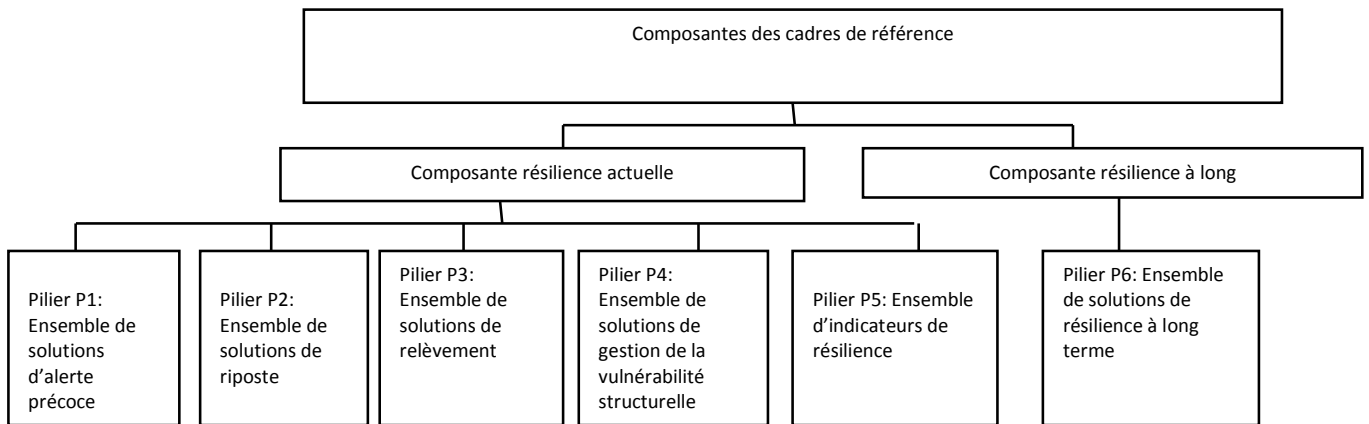 Composantes des cadres de référence
Composante résilience actuelle
Composante résilience à long
Pilier P1:
Ensemble de
solutions
d’alerte
précoce
Pilier P2:
Ensemble de
solutions de
riposte
Pilier P3:
Ensemble de
solutions de
relèvement
Pilier P4:
Ensemble de
solutions de
gestion de la
vulnérabilité
structurelle
Pilier P5: Ensemble
d’indicateurs de
résilience
Pilier P6: Ensemble
de solutions de
résilience à long
terme